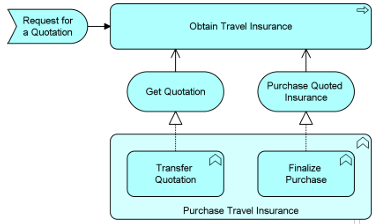 Request for
a Quotation
Obtain Travel Insurance
Get Quotation
Purchase Quoted
Insurance
Transfer
Quotation
Finalize
Purchase
Purchase Travel Insurance